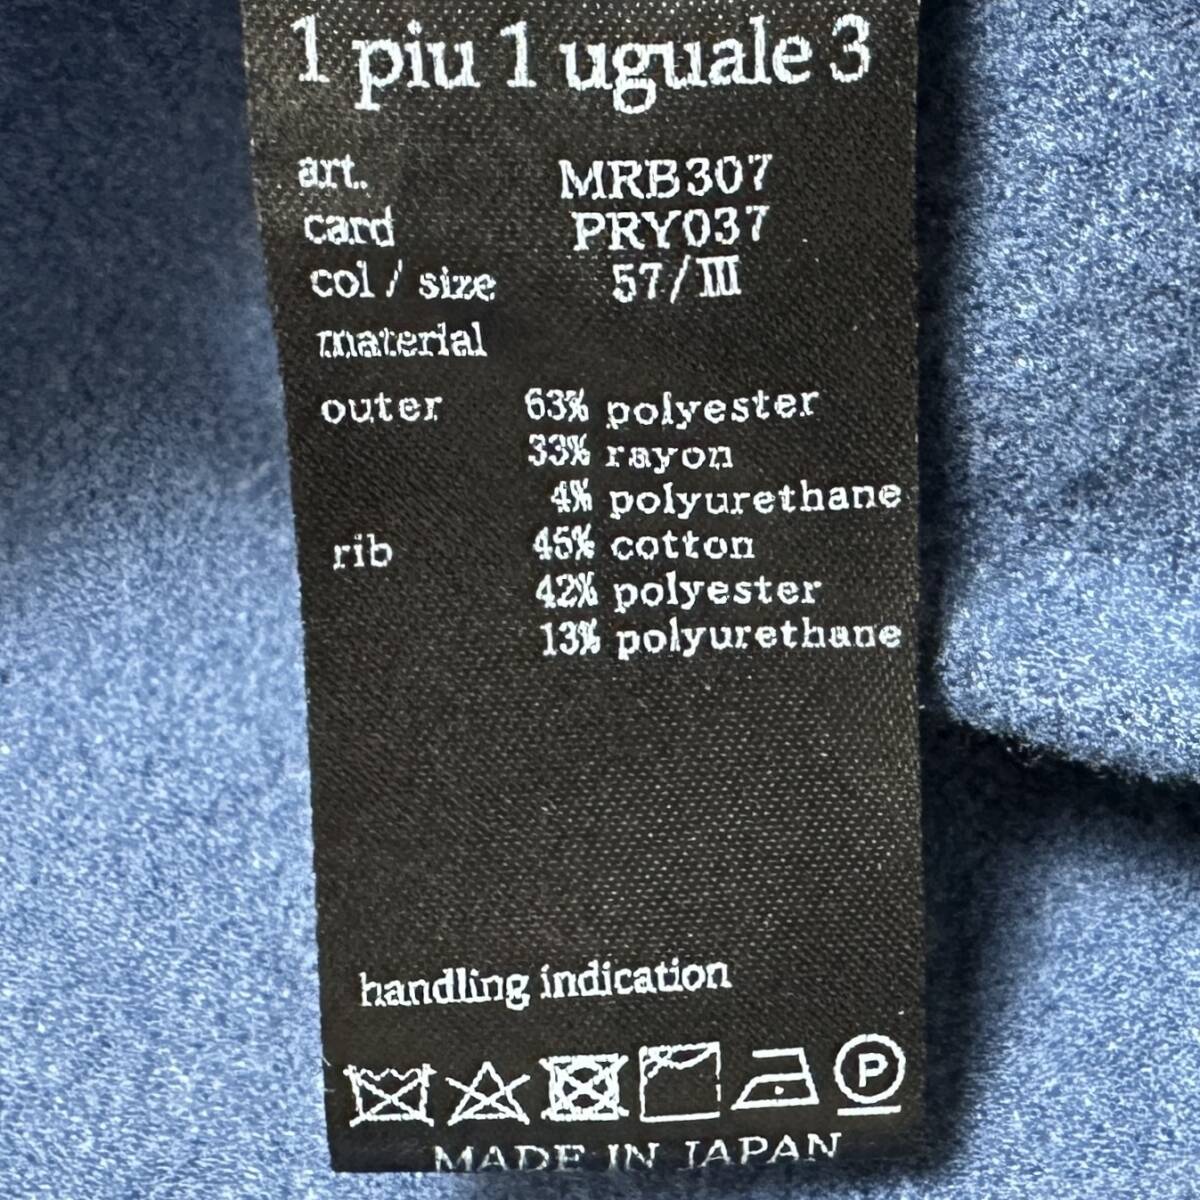 1 piu 1 uguale 3
art. MRB307
card PRY037
col / size 57/III
material
outer 63% polyester
33% rayon
4% polyurethane
rib 45% cotton
42% polyester
13% polyurethane
handling indication
P
MADE IN JAPAN